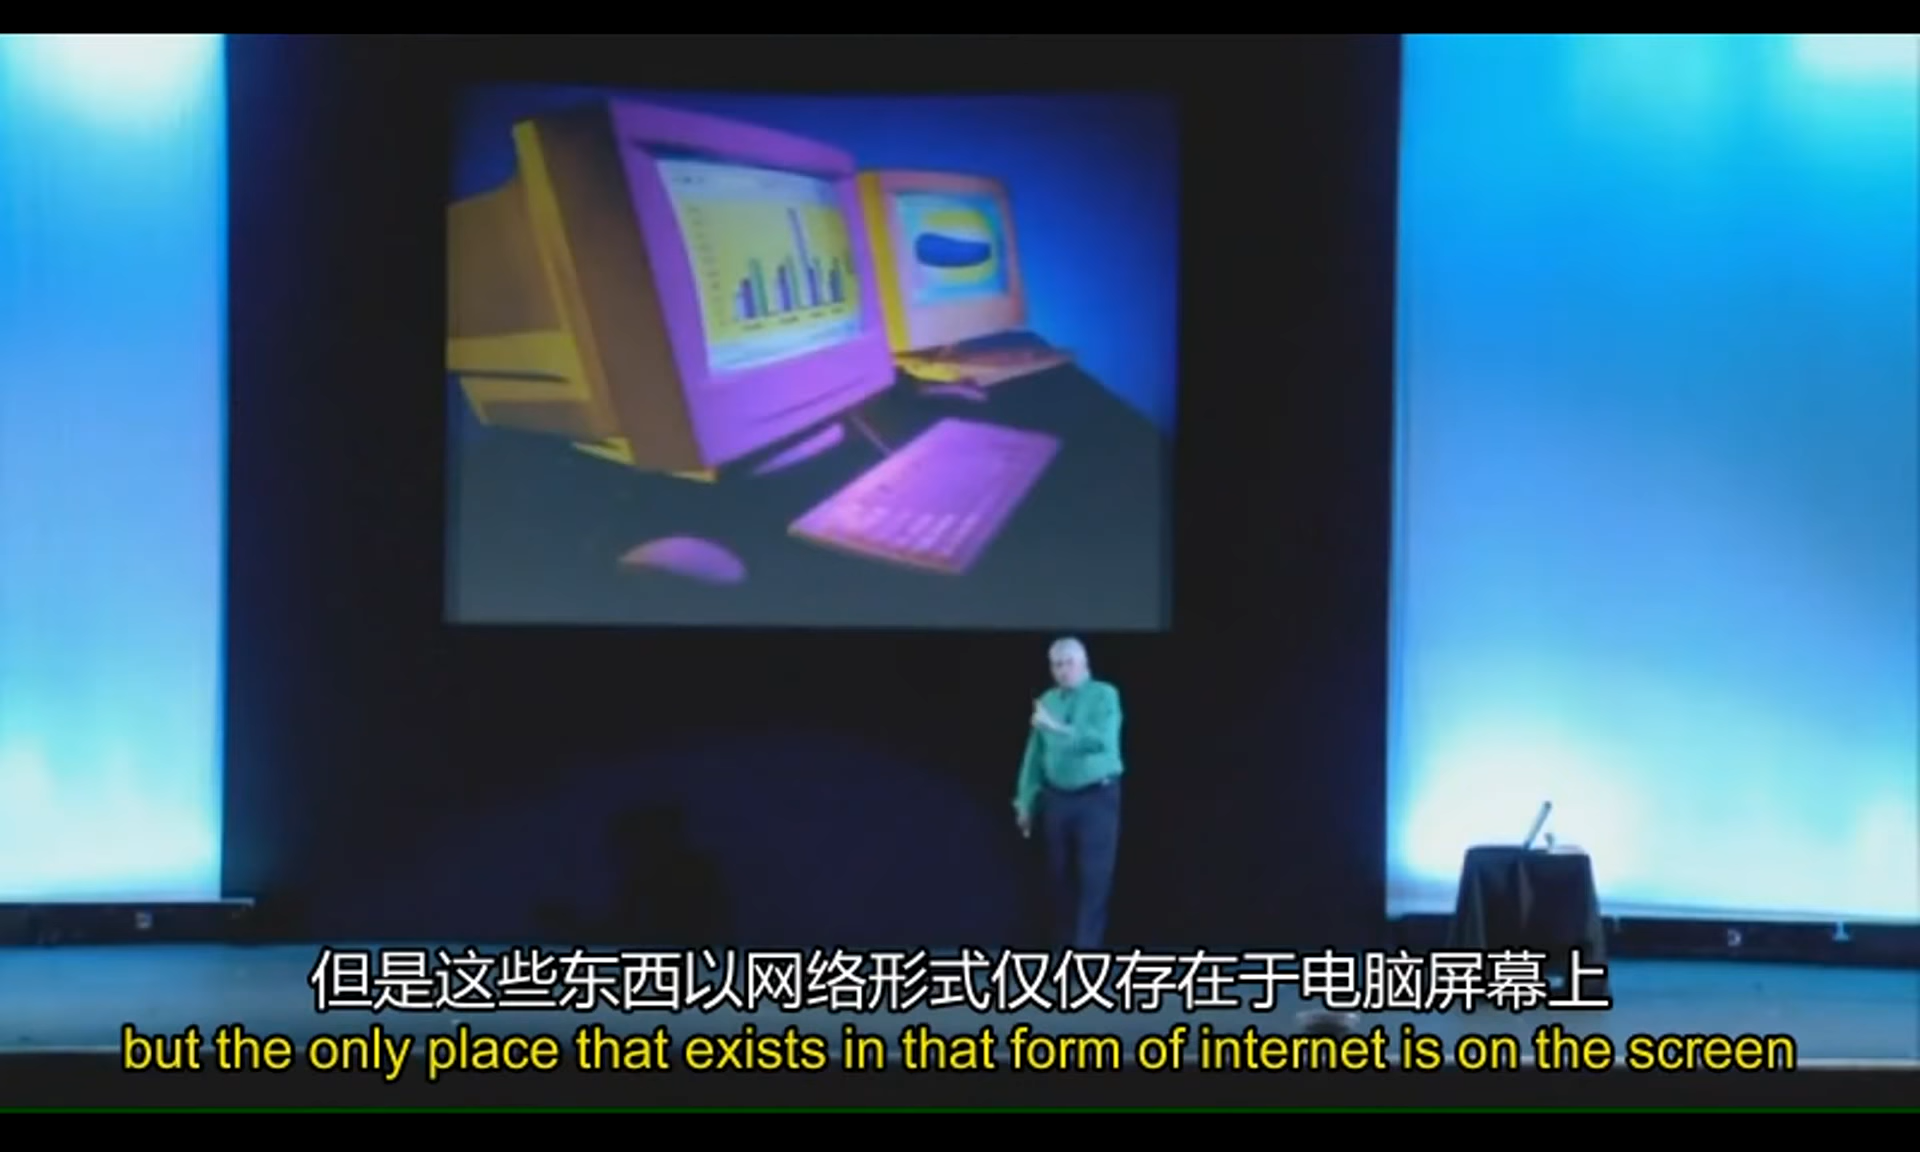 但是这些东西以网络形式仅仅存在于电脑屏幕上
but the only place that exists in that form of internet is on the screen